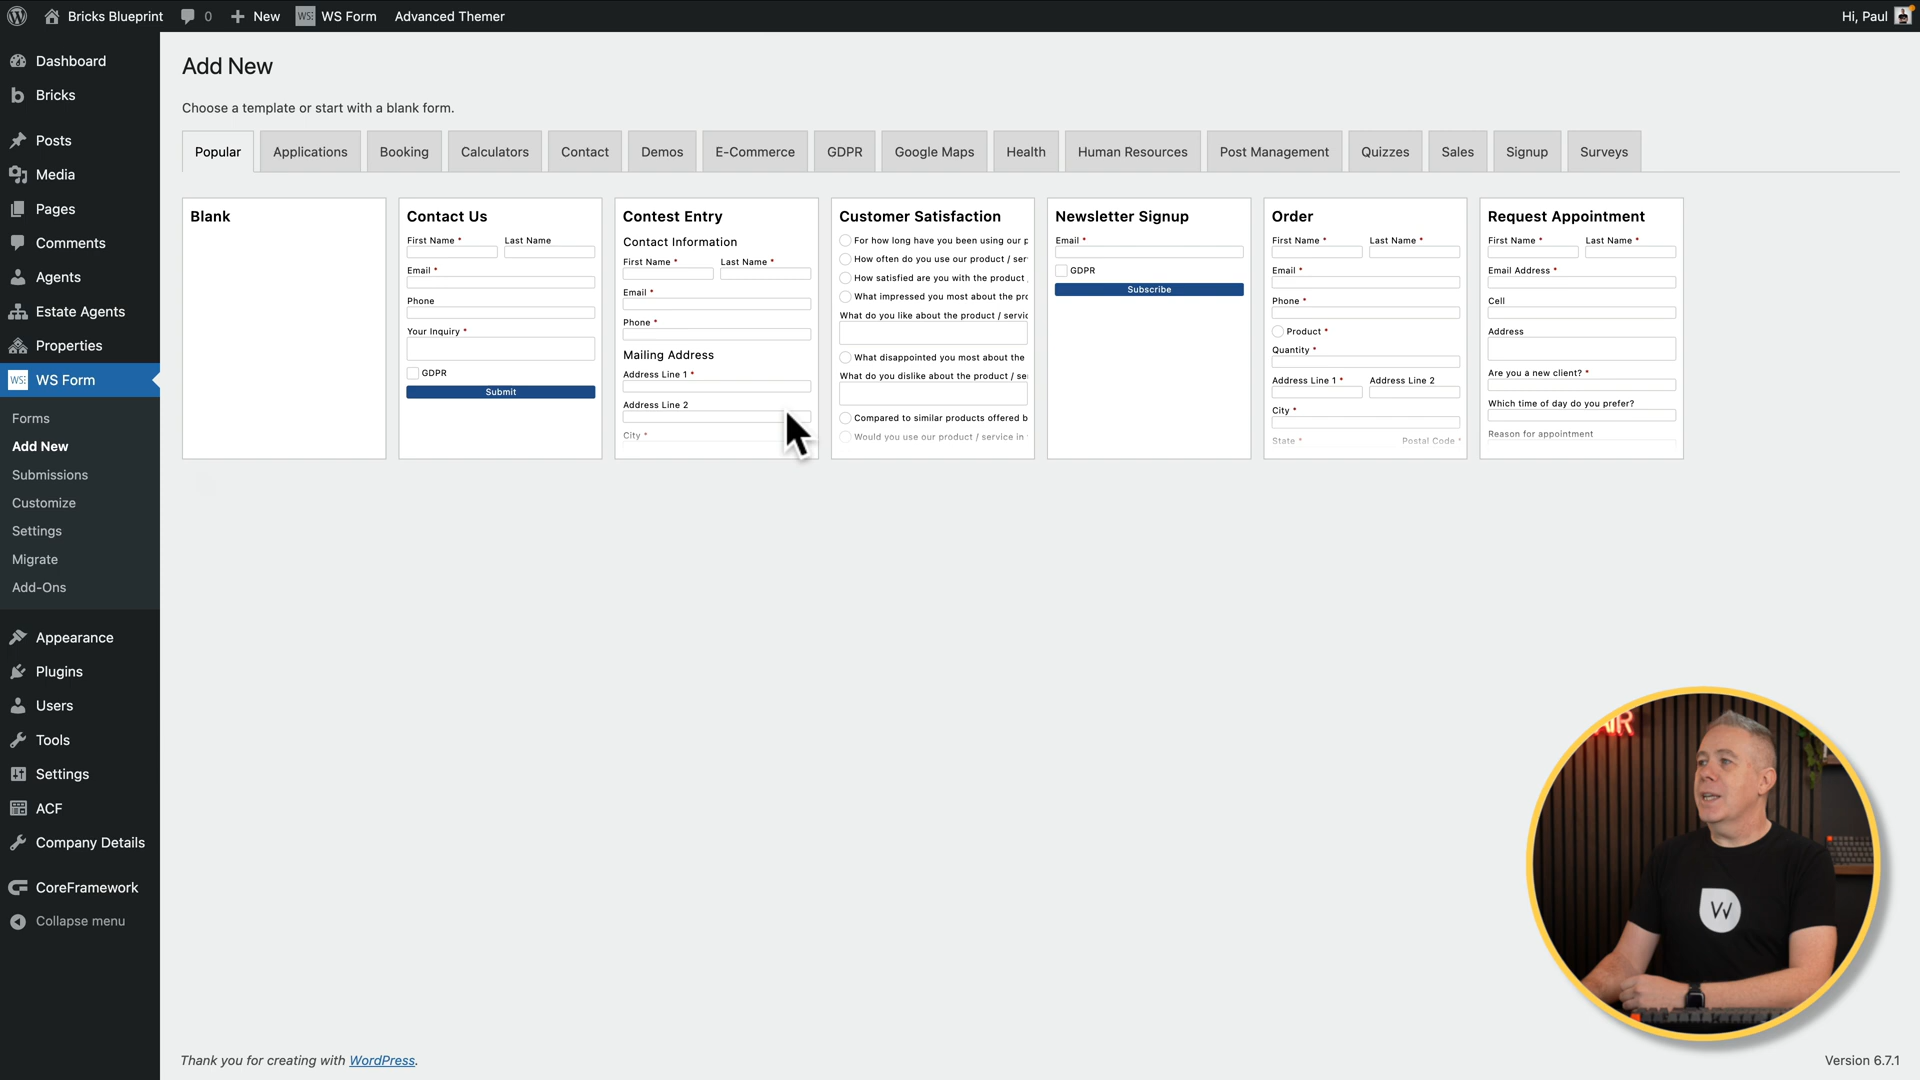 Bricks Blueprint
0
New
WS Form
Advanced Themer
Hi, Paul
Dashboard
Bricks
Posts
Media
Pages
Comments
Agents
Estate Agents
Properties
WS Form
Forms
Add New
Submissions
Customize
Settings
Migrate
Add-Ons
Appearance
Plugins
Users
Tools
Settings
ACF
Company Details
CoreFramework
Collapse menu
Add New
Choose a template or start with a blank form.
Popular
Applications
Booking
Calculators
Contact
Demos
E-Commerce
GDPR
Google Maps
Health
Human Resources
Post Management
Quizzes
Sales
Signup
Surveys
Blank
Contact Us
First Name *
Last Name
Email *
Phone
Your Inquiry *
GDPR
Submit
Contest Entry
Contact Information
First Name *
Last Name *
Email *
Phone *
Mailing Address
Address Line 1 *
Address Line 2
City *
Customer Satisfaction
For how long have you been using our p
How often do you use our product / ser
How satisfied are you with the product
What impressed you most about the pro
What do you like about the product / servic
What disappointed you most about the
What do you dislike about the product / se
Compared to similar products offered b
Would you use our product / service in
Newsletter Signup
Email *
GDPR
Subscribe
Order
First Name *
Last Name *
Email *
Phone *
Product *
Quantity *
Address Line 1 *
Address Line 2
City *
State *
Postal Code *
Request Appointment
First Name *
Last Name *
Email Address *
Cell
Address
Are you a new client? *
Which time of day do you prefer?
Reason for appointment
AIR
W
Thank you for creating with WordPress.
Version 6.7.1